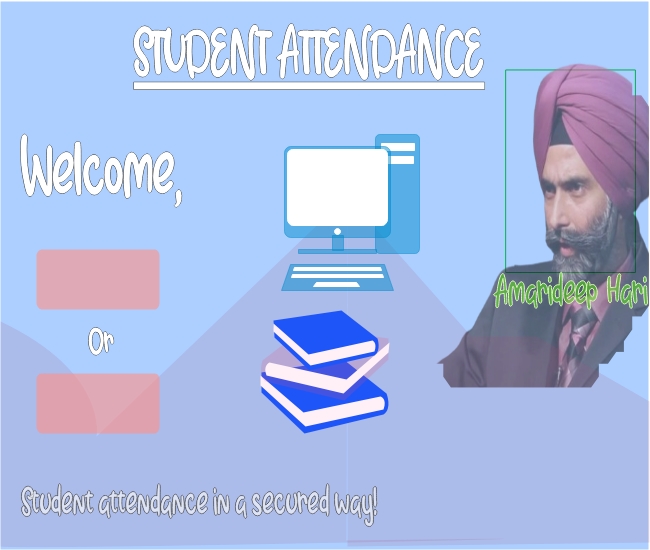 STUDENT ATTENDANCE
Welcome,
Or
Amarideep Hari
Student attendance in a secured way!